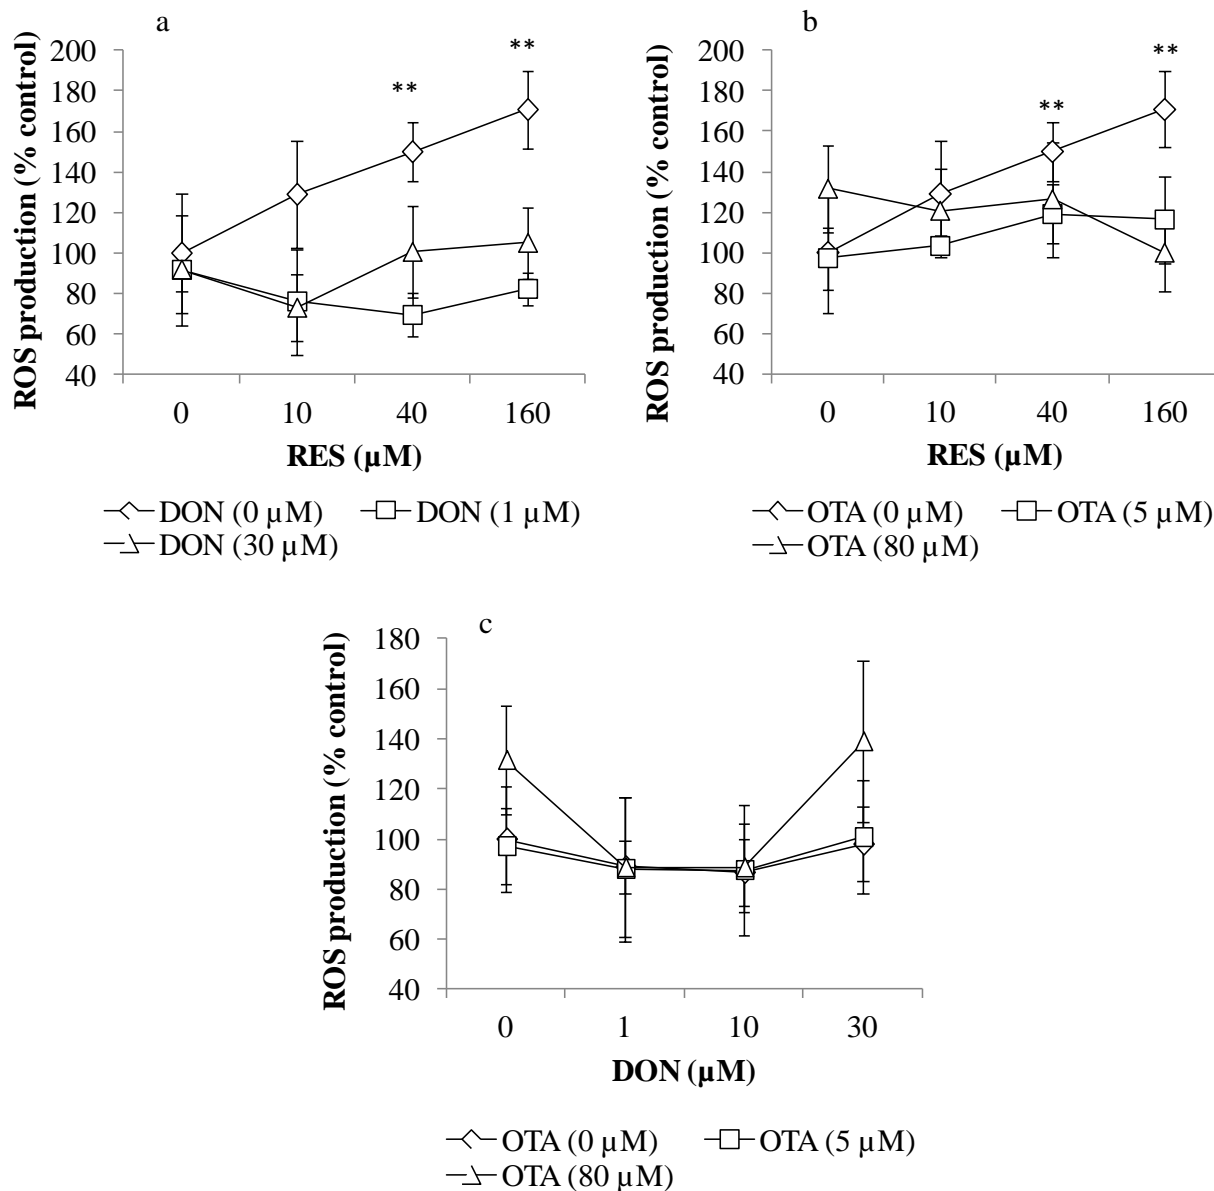 a
ROS production (% control)
200
180
160
140
120
100
80
60
40
**
**
0 10 40 160
RES (µM)
DON (0 µM) DON (1 µM)
DON (30 µM)
b
ROS production (% control)
200
180
160
140
120
100
80
60
40
**
**
0 10 40 160
RES (µM)
OTA (0 µM) OTA (5 µM)
OTA (80 µM)
c
ROS production (% control)
180
160
140
120
100
80
60
40
0 1 10 30
DON (µM)
OTA (0 µM) OTA (5 µM)
OTA (80 µM)